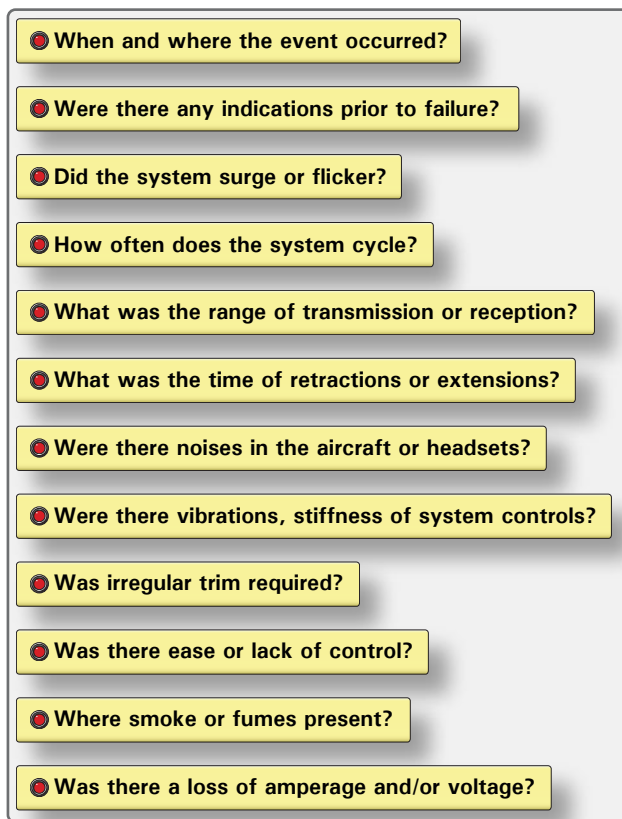 When and where the event occurred?
Were there any indications prior to failure?
Did the system surge or flicker?
How often does the system cycle?
What was the range of transmission or reception?
What was the time of retractions or extensions?
Were there noises in the aircraft or headsets?
Were there vibrations, stiffness of system controls?
Was irregular trim required?
Was there ease or lack of control?
Where smoke or fumes present?
Was there a loss of amperage and/or voltage?